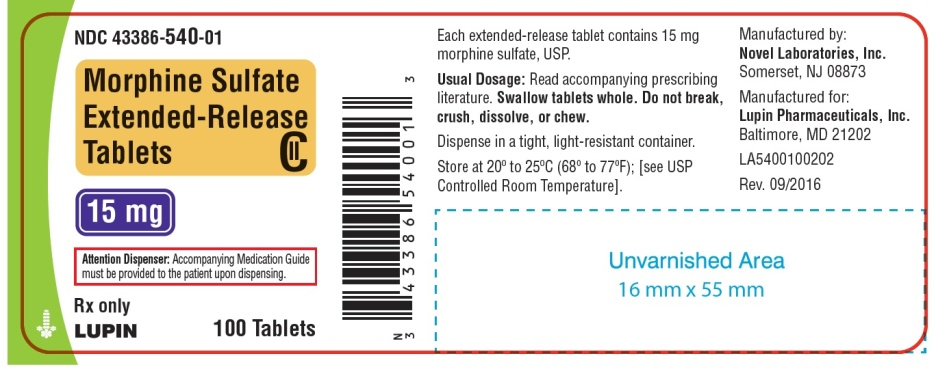 NDC 43386-540-01
Morphine Sulfate
Extended-Release
Tablets CII
15 mg
Attention Dispenser: Accompanying Medication Guide
must be provided to the patient upon dispensing.
Rx only
LUPIN 100 Tablets
N3 43386 54001 3
Each extended-release tablet contains 15 mg
morphine sulfate, USP.
Usual Dosage: Read accompanying prescribing
literature. Swallow tablets whole. Do not break,
crush, dissolve, or chew.
Dispense in a tight, light-resistant container.
Store at 20º to 25ºC (68º to 77ºF); [see USP
Controlled Room Temperature].
Manufactured by:
Novel Laboratories, Inc.
Somerset, NJ 08873
Manufactured for:
Lupin Pharmaceuticals, Inc.
Baltimore, MD 21202
LA5400100202
Rev. 09/2016
Unvarnished Area
16 mm x 55 mm